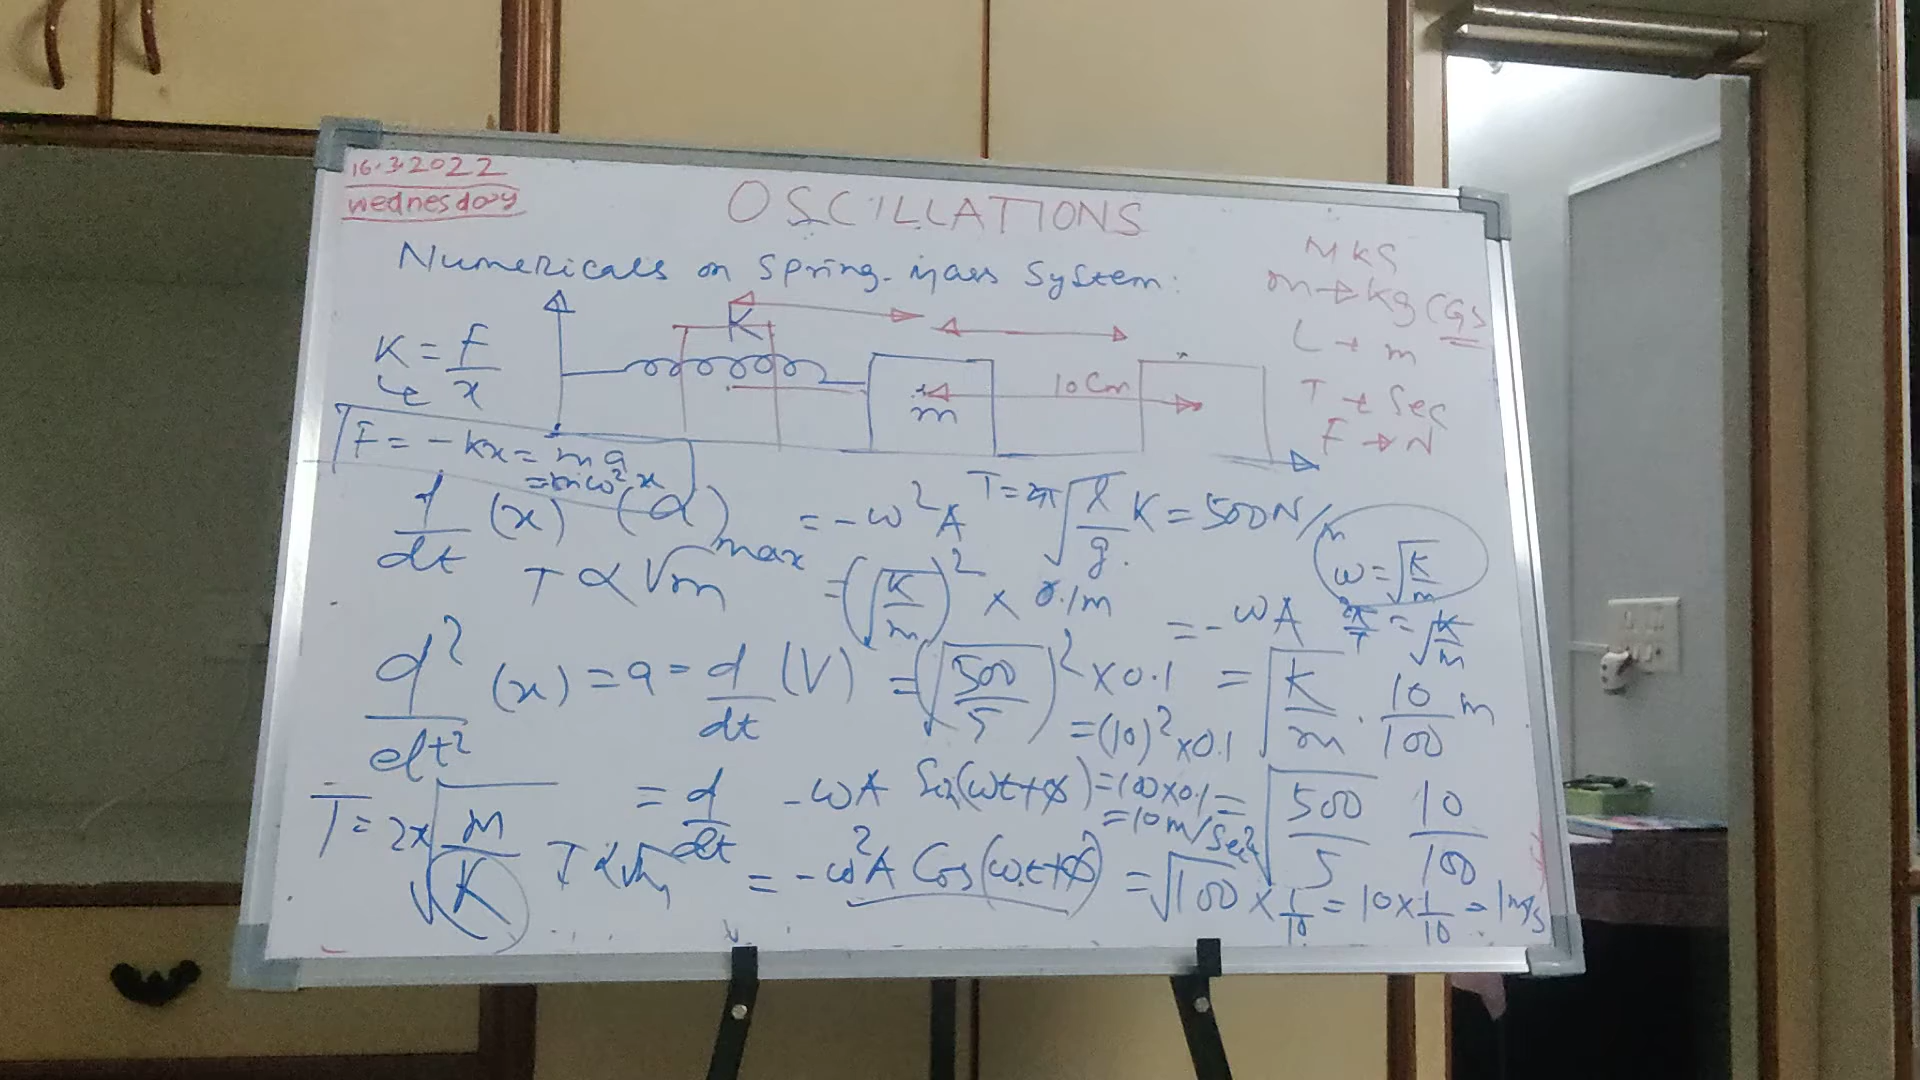 16.3.2022
Wednesday
OSCILLATIONS
Numericals on Spring-mass System:
MKS
m → kg CGS
L → m
T → Sec
F → N
K = F/x
K
m
10 Cm
F = -kx = ma
= mω²x
d/dt (x) (a)max = -ω²A
T = 2π√(l/g)
K = 500 N/m
ω = √(K/m)
T ∝ √m
= (√(K/m))² × 0.1m
= -ωA
2π/T = √(k/m)
d²/dt² (x) = a = d/dt (V) = (√(500/5))² × 0.1
= √(K/m) · 10/100 m
= (10)² × 0.1
= d/dt -ωA Sin(ωt+ϕ) = 100 × 0.1
= 10 m/Sec²
= √(500/5) 10/100
T = 2π√(m/K)
T ∝ √m
= -ω²A Cos(ωt+ϕ)
= √100 × 1/10 = 10 × 1/10 = 1 m/s